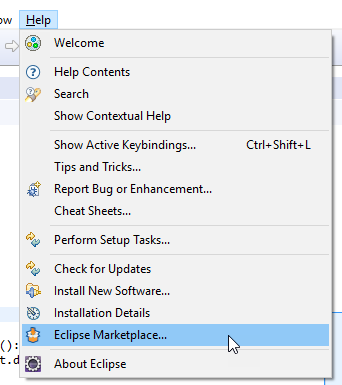 Help
Welcome
Help Contents
Search
Show Contextual Help
Show Active Keybindings... Ctrl+Shift+L
Tips and Tricks...
Report Bug or Enhancement...
Cheat Sheets...
Perform Setup Tasks...
Check for Updates
Install New Software...
Installation Details
Eclipse Marketplace...
About Eclipse